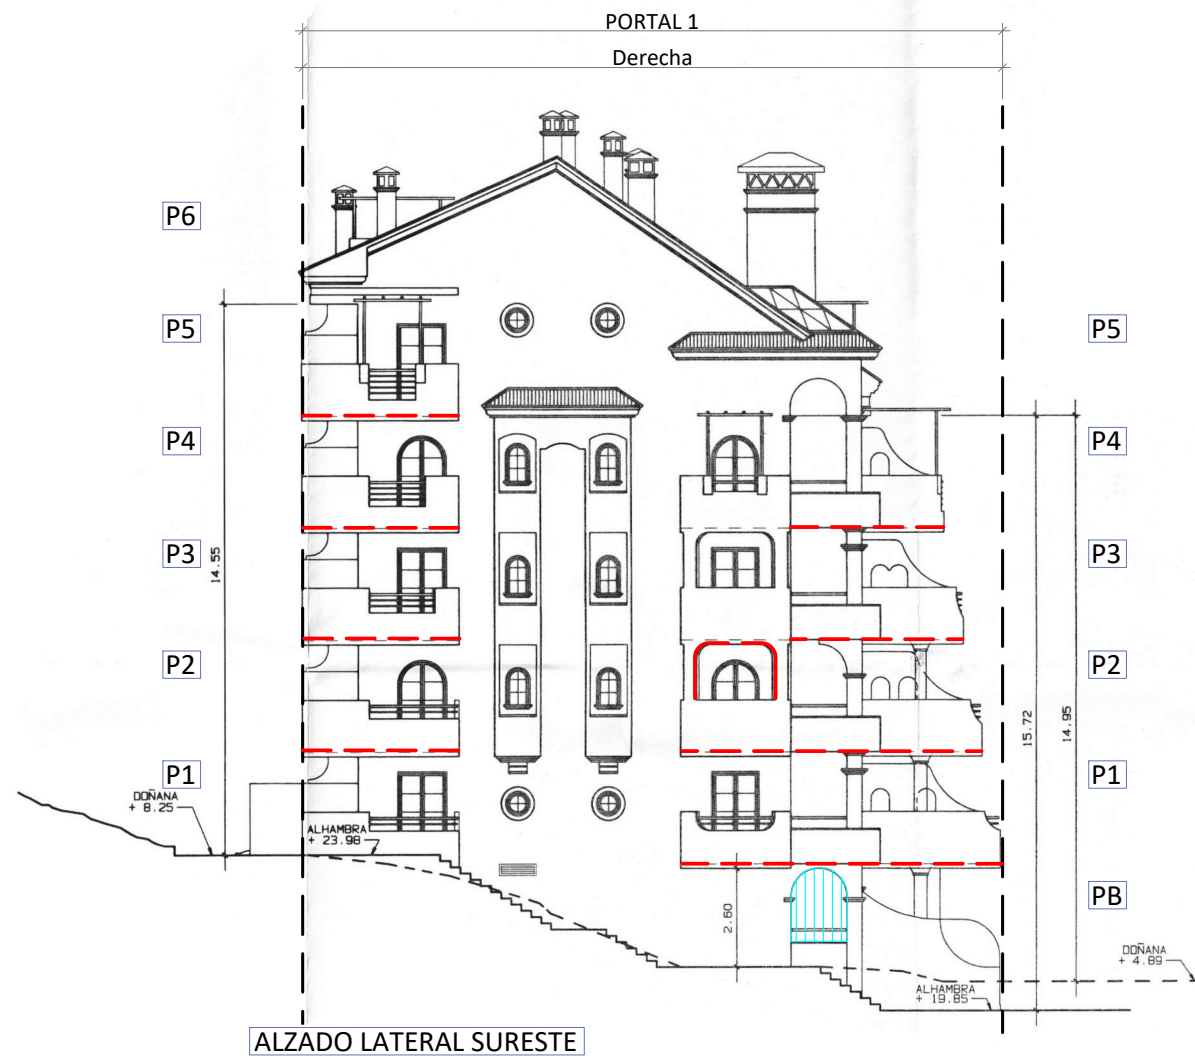 PORTAL 1
Derecha
P6
P5
P5
P4
P4
P3
P3
14.55
P2
P2
15.72
14.95
P1
P1
DOÑANA
+ 8.25
ALHAMBRA
+ 23.98
PB
2.60
DOÑANA
+ 4.89
ALHAMBRA
+ 19.85
ALZADO LATERAL SURESTE